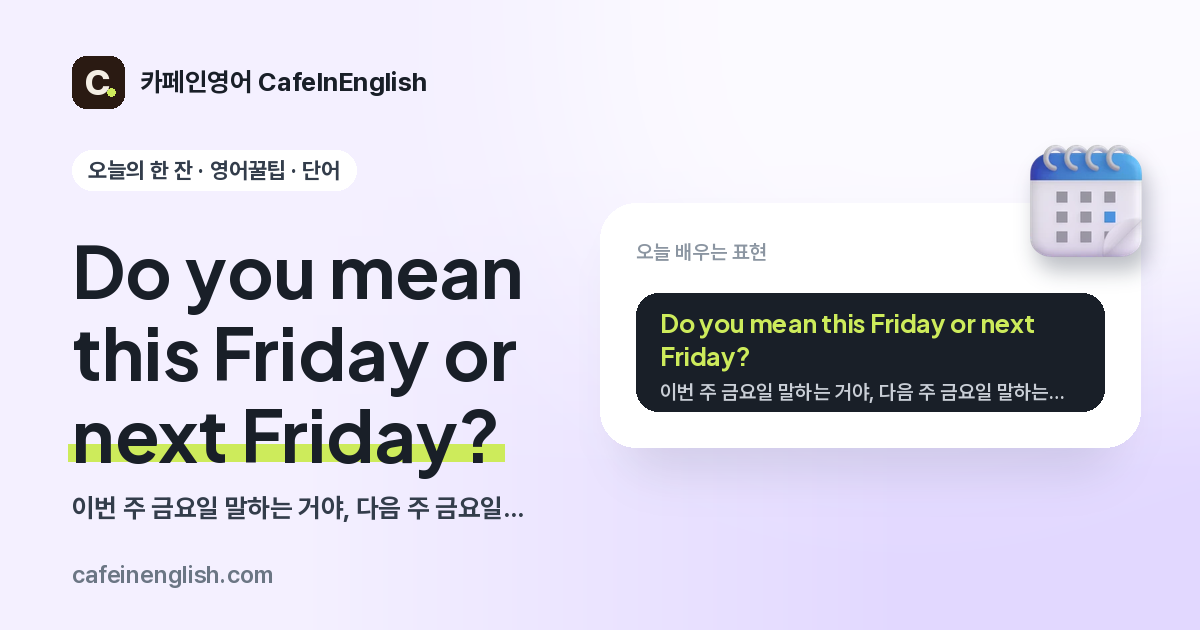 C
카페인영어 CafeInEnglish
오늘의 한 잔 · 영어꿀팁 · 단어
Do you mean
this Friday or
next Friday?
이번 주 금요일 말하는 거야, 다음 주 금요일...
cafeinenglish.com
오늘 배우는 표현
Do you mean this Friday or next
Friday?
이번 주 금요일 말하는 거야, 다음 주 금요일 말하는...